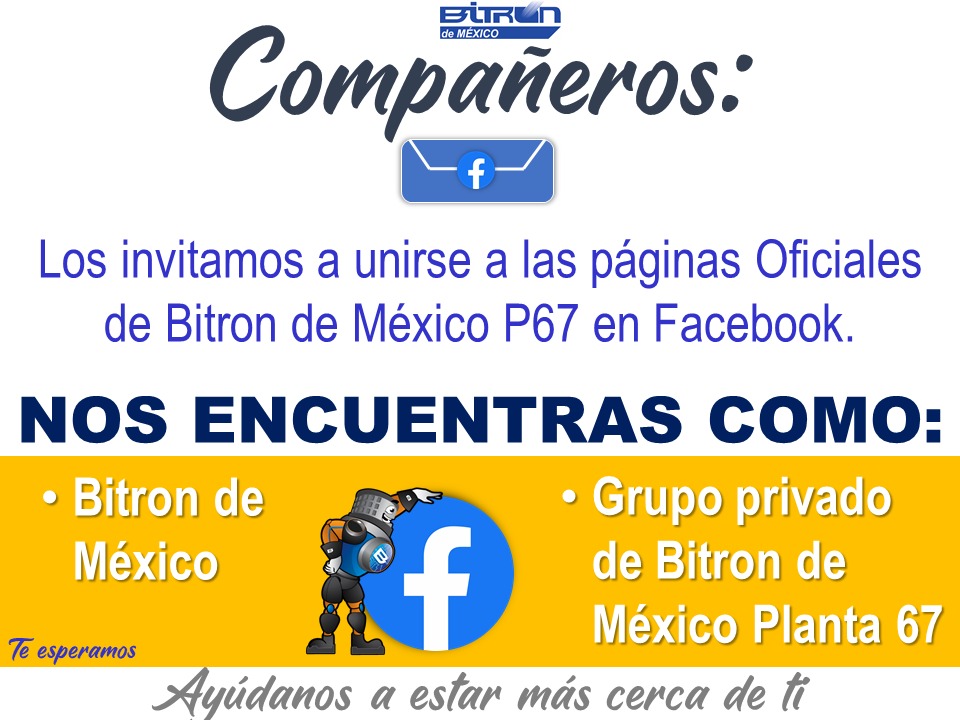 BITRON
de MÉXICO
Compañeros:
Los invitamos a unirse a las páginas Oficiales
de Bitron de México P67 en Facebook.
NOS ENCUENTRAS COMO:
• Bitron de
México
• Grupo privado
de Bitron de
México Planta 67
Te esperamos
Ayúdanos a estar más cerca de ti